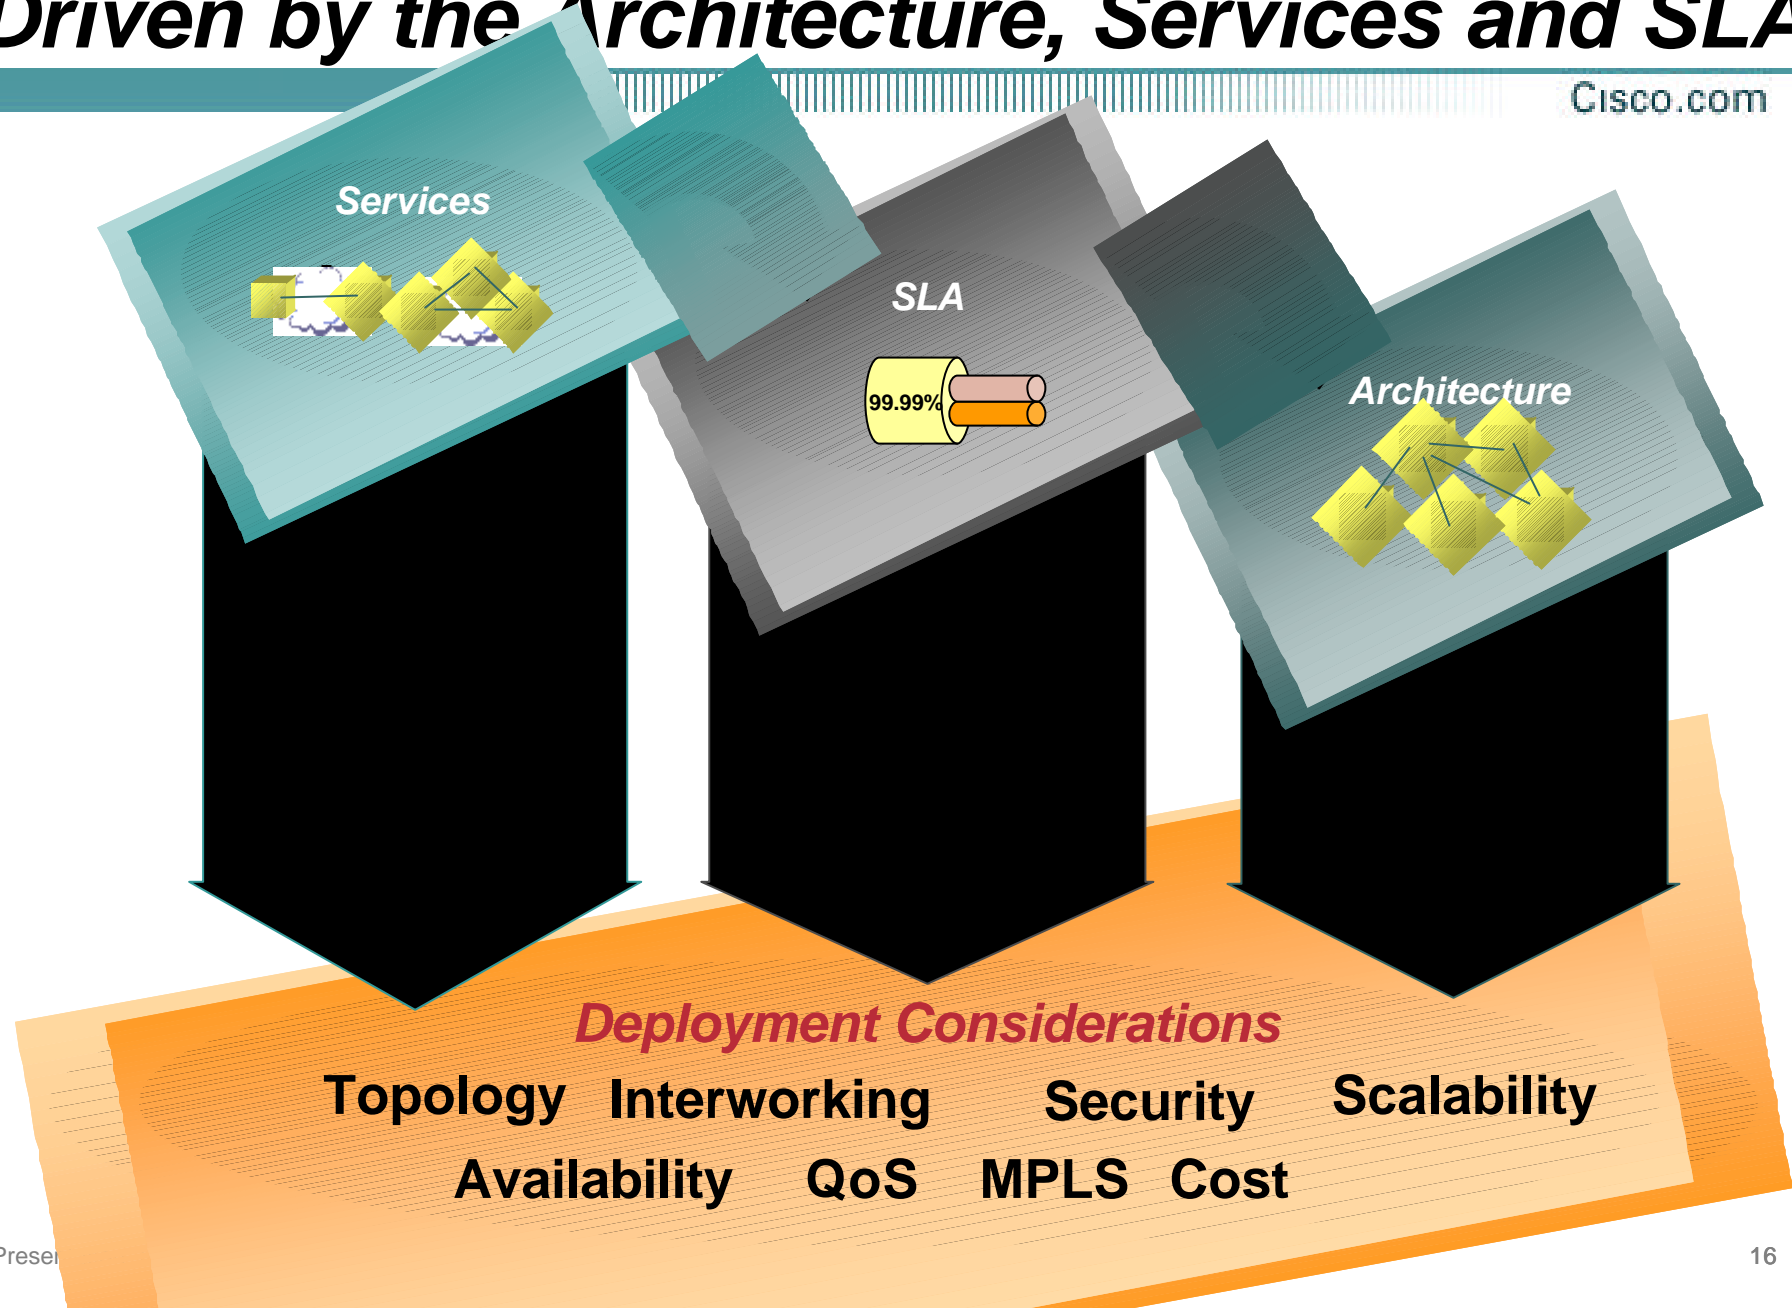 Driven by the Architecture, Services and SLA
Cisco.com
Services
SLA
99.99%
Architecture
Deployment Considerations
Topology Interworking Security Scalability
Availability QoS MPLS Cost
16